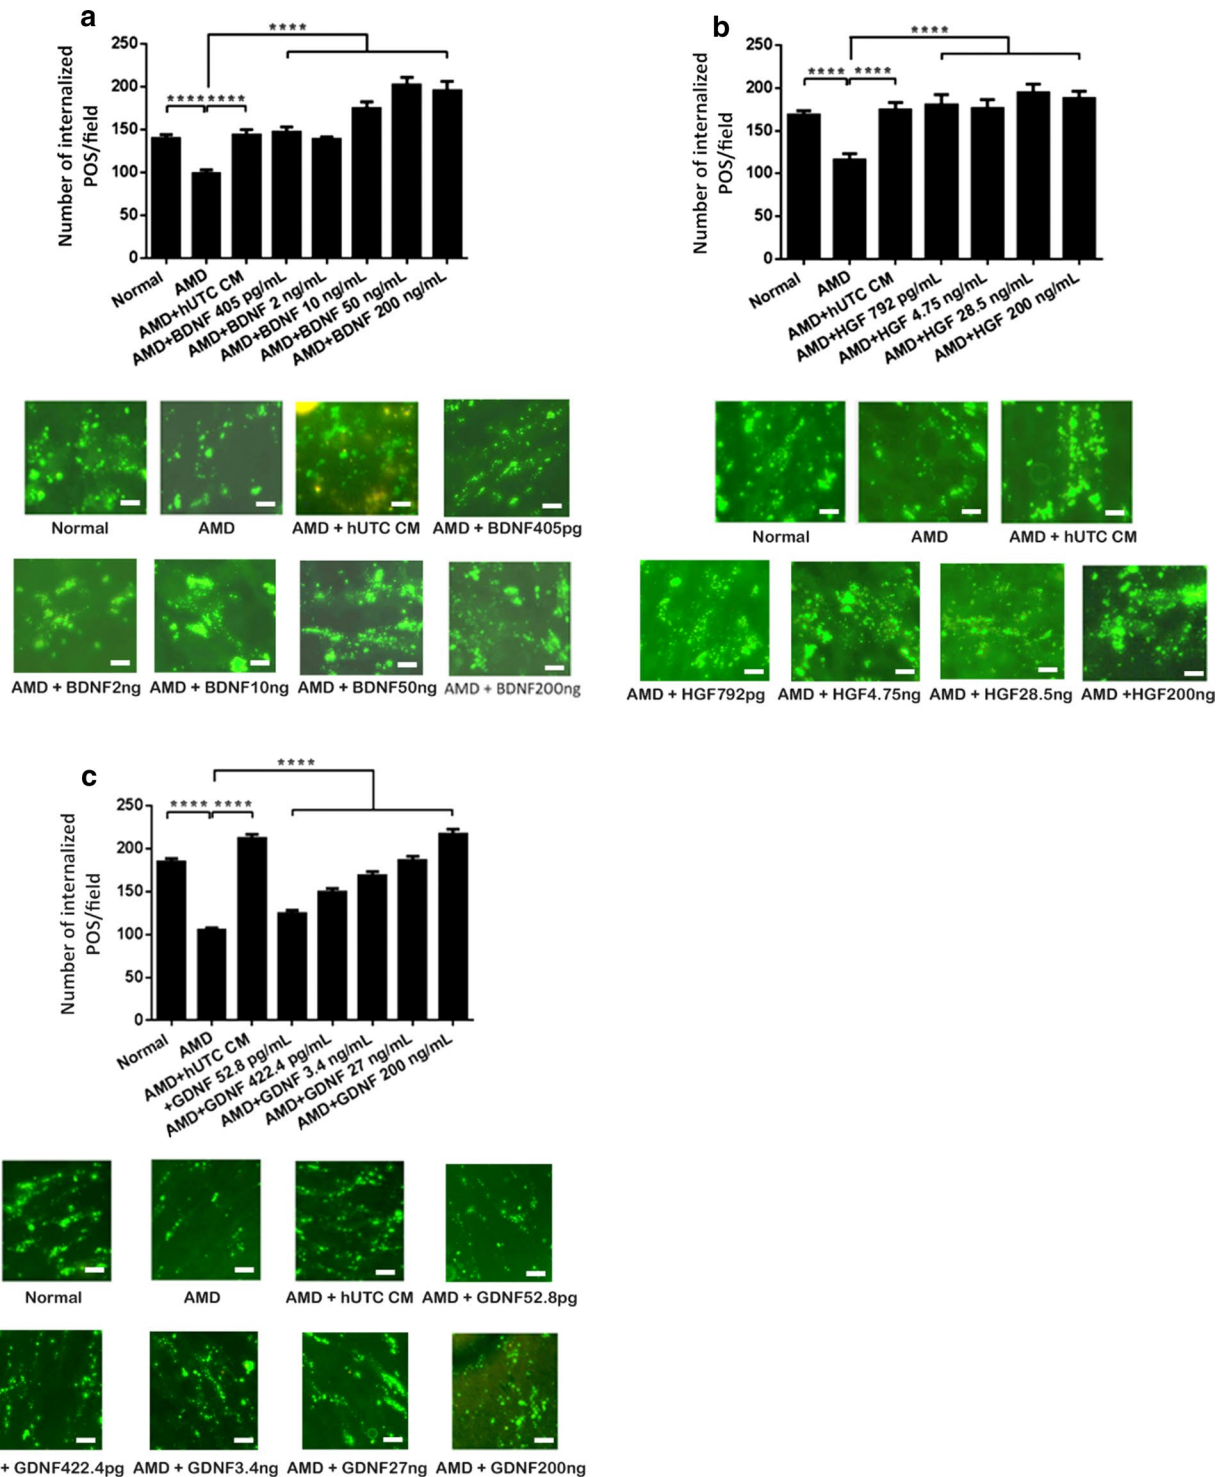 a
****
250
200
150
100
50
0
Number of internalized
POS/field
**** ****
Normal
AMD
AMD+hUTC CM
AMD+BDNF 405 pg/mL
AMD+BDNF 2 ng/mL
AMD+BDNF 10 ng/mL
AMD+BDNF 50 ng/mL
AMD+BDNF 200 ng/mL
Normal
AMD
AMD + hUTC CM
AMD + BDNF405pg
AMD + BDNF2ng
AMD + BDNF10ng
AMD + BDNF50ng
AMD + BDNF200ng
b
****
250
200
150
100
50
0
Number of internalized
POS/field
**** ****
Normal
AMD
AMD+hUTC CM
AMD+HGF 792 pg/mL
AMD+HGF 4.75 ng/mL
AMD+HGF 28.5 ng/mL
AMD+HGF 200 ng/mL
Normal
AMD
AMD + hUTC CM
AMD + HGF792pg
AMD + HGF4.75ng
AMD + HGF28.5ng
AMD +HGF200ng
c
****
250
200
150
100
50
0
Number of internalized
POS/field
**** ****
Normal
AMD
AMD+hUTC CM
+GDNF 52.8 pg/mL
AMD+GDNF 422.4 pg/mL
AMD+GDNF 3.4 ng/mL
AMD+GDNF 27 ng/mL
AMD+GDNF 200 ng/mL
Normal
AMD
AMD + hUTC CM
AMD + GDNF52.8pg
+ GDNF422.4pg
AMD + GDNF3.4ng
AMD + GDNF27ng
AMD + GDNF200ng